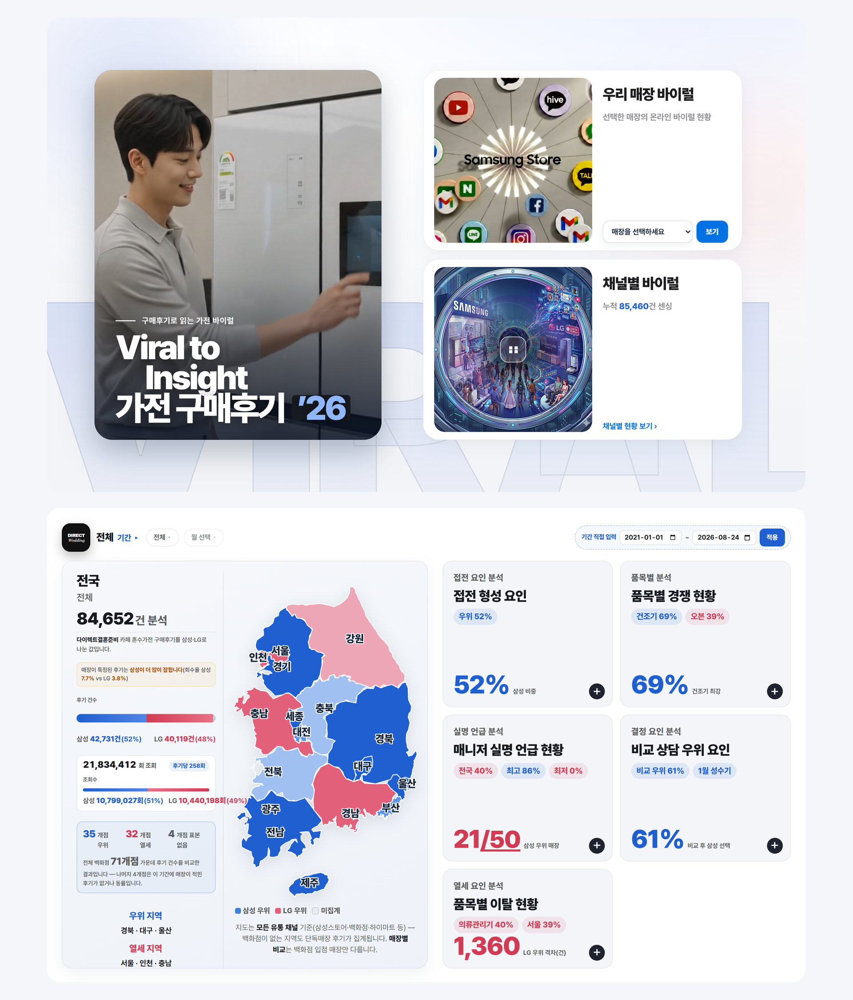 구매후기로 읽는 가전 바이럴
Viral to
Insight
가전 구매후기 '26
hive
Samsung Store
TALK
N
LINE
우리 매장 바이럴
선택한 매장의 온라인 바이럴 현황
매장을 선택하세요
보기
SAMSUNG
LG
LOTTE
채널별 바이럴
누적 85,460건 센싱
채널별 현황 보기 ›
VIRAL
DIRECT
Wedding
전체 기간 ▸
전체
월 선택
기간 직접 입력 2021-01-01 ~ 2026-08-24 적용
전국
전체
84,652건 분석
다이렉트결혼준비 카페 혼수가전 구매후기를 삼성·LG로
나눈 값입니다.
매장이 특정된 후기는 삼성이 더 많이 잡힙니다(회수율 삼성
7.7% vs LG 3.8%)
후기 건수
삼성 42,731건(52%) LG 40,119건(48%)
21,834,412 회 조회 후기당 258회
조회수
삼성 10,799,027회(51%) LG 10,440,198회(49%)
35 개점 32 개점 4 개점 표본
우위 열세 없음
전체 백화점 71개점 가운데 후기 건수를 비교한
결과입니다 — 나머지 4개점은 이 기간에 매장이 적힌
후기가 없거나 동률입니다.
우위 지역
경북 · 대구 · 울산
열세 지역
서울 · 인천 · 충남
강원
서울
인천
경기
충북
충남
세종
대전
경북
대구
전북
울산
광주
경남
부산
전남
제주
삼성 우위 LG 우위 미집계
지도는 모든 유통 채널 기준(삼성스토어·백화점·하이마트 등) —
백화점이 없는 지역도 단독매장 후기가 집계됩니다. 매장별
비교는 백화점 입점 매장만 다룹니다.
접전 요인 분석
접전 형성 요인
우위 52%
52% 삼성 비중
+
품목별 분석
품목별 경쟁 현황
건조기 69% 오븐 39%
69% 건조기 최강
+
실명 언급 분석
매니저 실명 언급 현황
전국 40% 최고 86% 최저 0%
21/50 삼성 우위 매장
+
결정 요인 분석
비교 상담 우위 요인
비교 우위 61% 1월 성수기
61% 비교 후 삼성 선택
+
열세 요인 분석
품목별 이탈 현황
의류관리기 40% 서울 39%
1,360 LG 우위 격차(건)
+